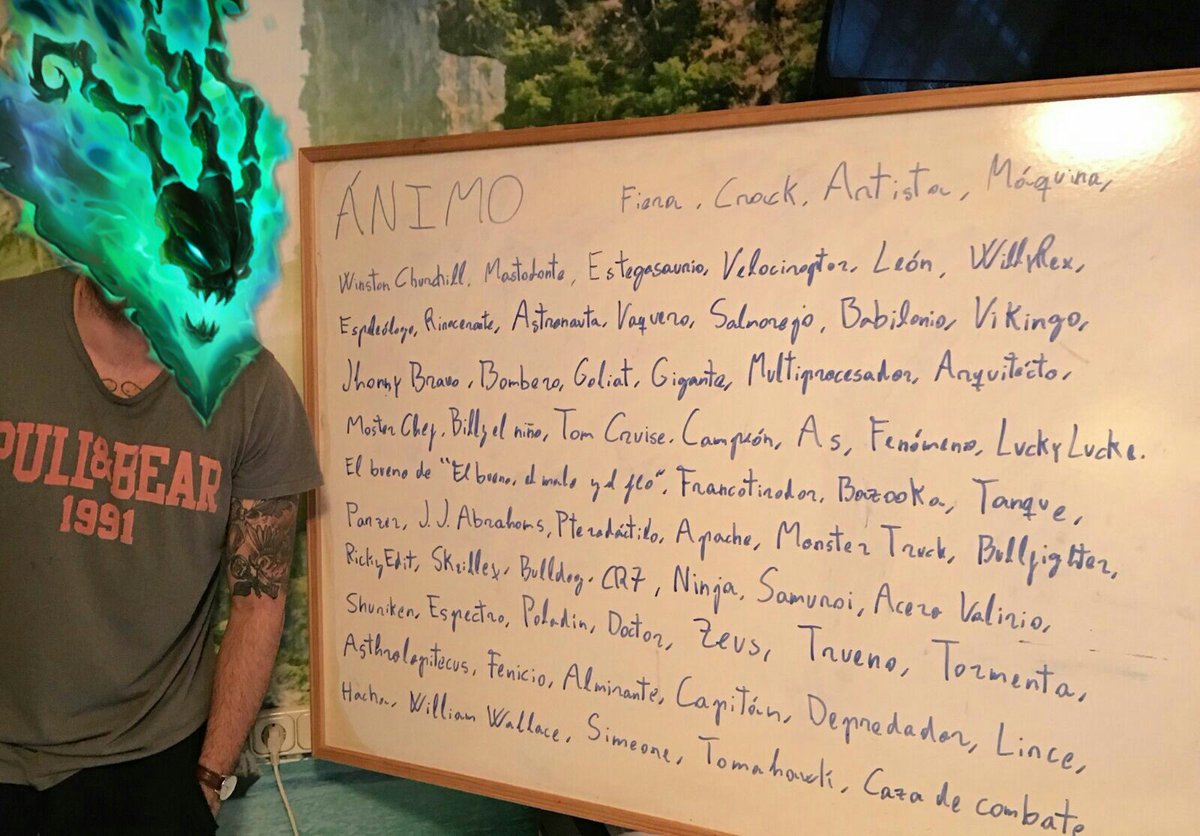 PULL&BEAR
1991
ÁNIMO Fiera, Crack, Artista, Máquina,
Winston Churchill, Mastodonte, Estegasaurio, Velociraptor, León, WillyRex,
Espeleólogo, Rinoceronte, Astronauta, Vaquero, Salmorejo, Babilonio, Vikingo,
Jhonny Bravo, Bombero, Goliat, Gigante, Multiprocesador, Arquitécto,
Master Chef, Billy el niño, Tom Cruise. Campeón, As, Fenómeno, Lucky Lucke.
El bueno de "El bueno, el malo y el feo", Francotirador, Bazooka, Tanque,
Panzer, J.J. Abrahams, Pterodáctilo, Apache, Monster Truck, Bullfighter,
RickyEdit, Skrillex, Bulldog. CR7, Ninja, Samurai, Acero Valirio,
Shuriken, Espectro, Paladín, Doctor, Zeus, Trueno, Tormenta,
Asthrolopitecus, Fenicio, Almirante, Capitán, Depredador, Lince,
Hacha, William Wallace, Simeone, Tomahawk, Caza de combate